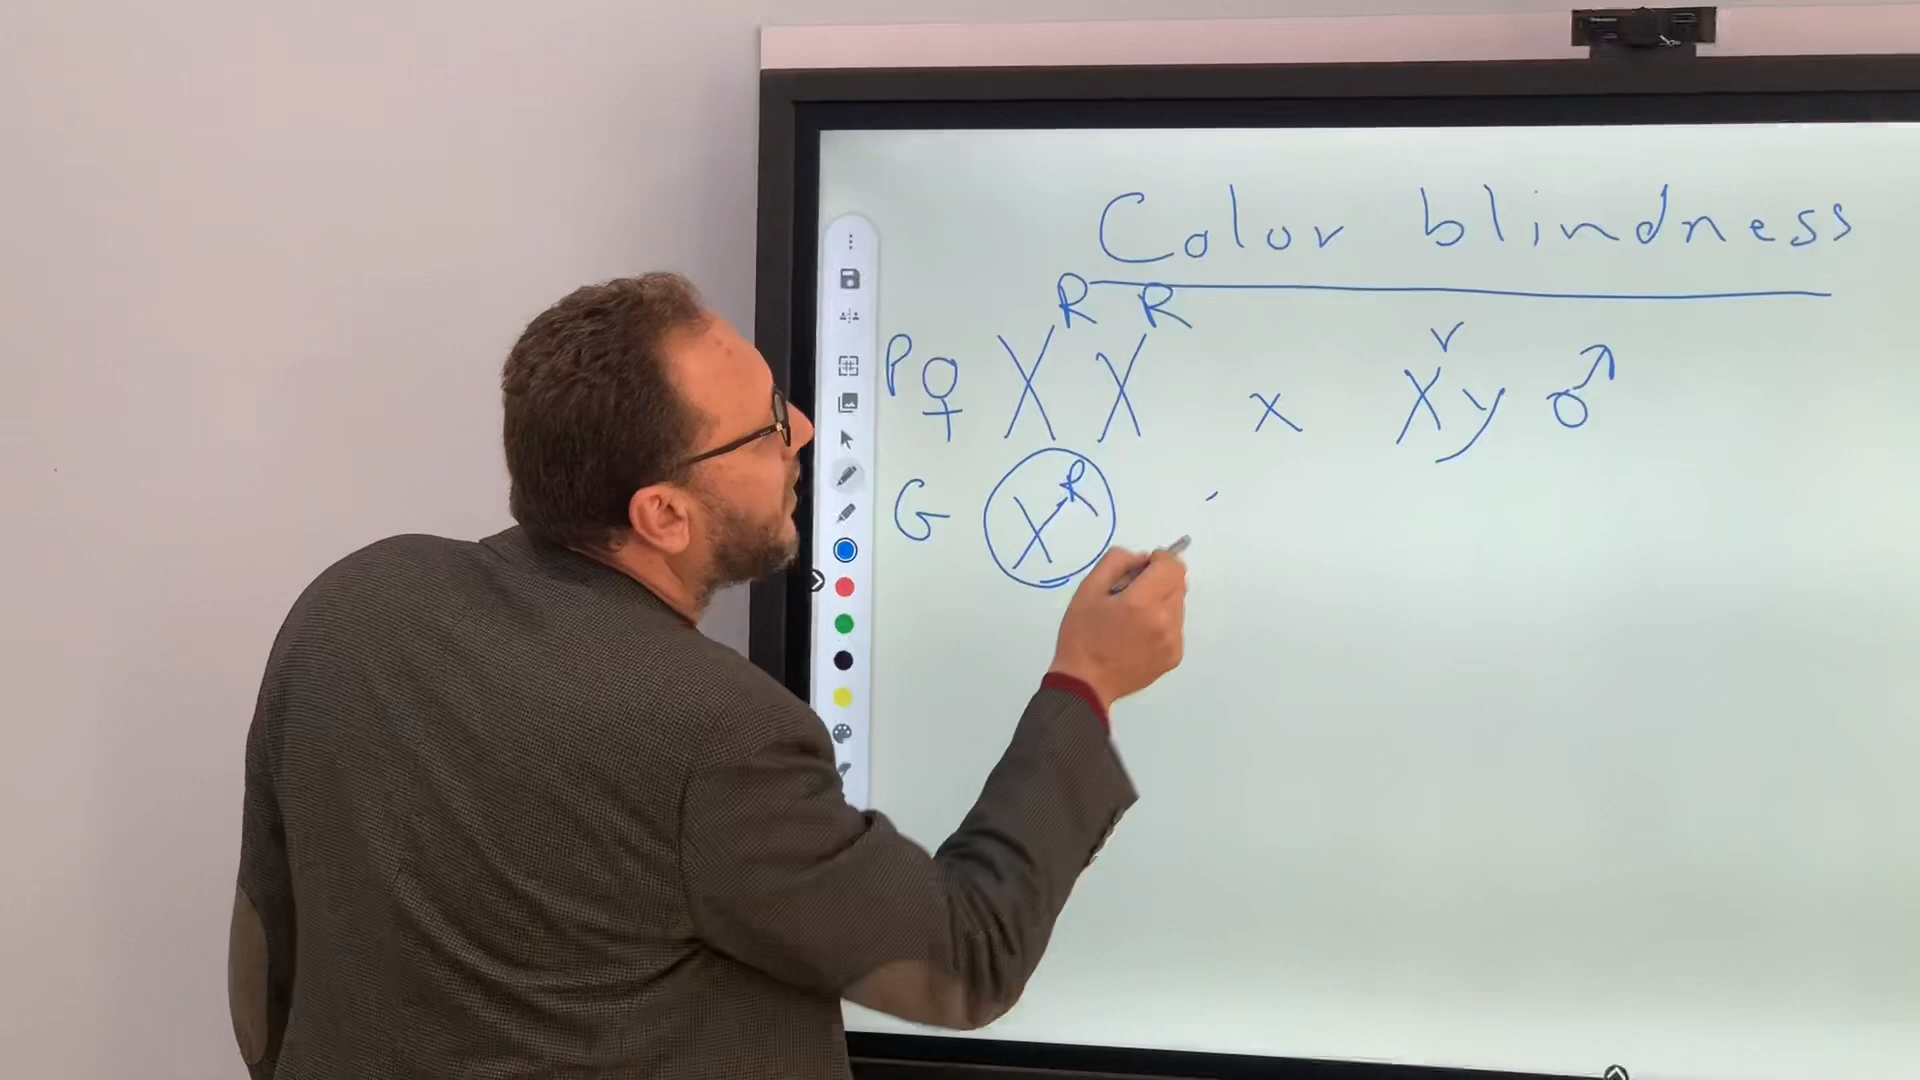 Color blindness
P ♀ X^R X^R x X^r y ♂
G X^R